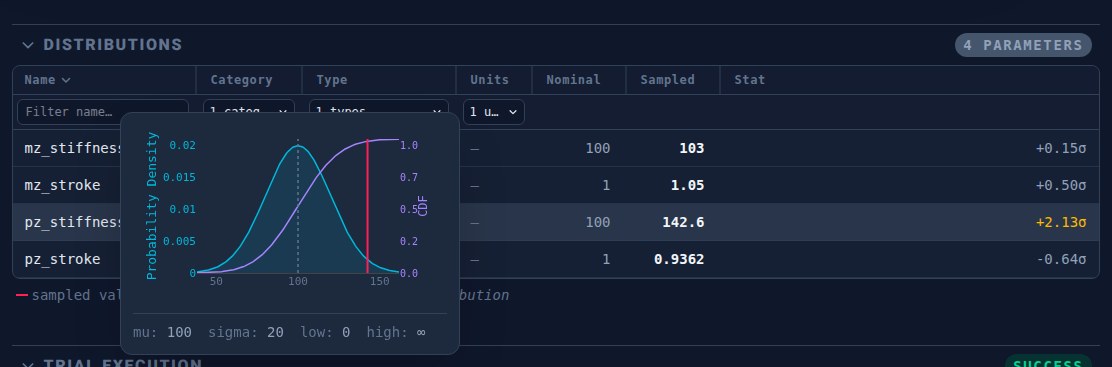 DISTRIBUTIONS 4 PARAMETERS
Name Category Type Units Nominal Sampled Stat
Filter name… 1 categ… 1 types 1 u…
mz_stiffness — 100 103 +0.15σ
mz_stroke — 1 1.05 +0.50σ
pz_stiffness — 100 142.6 +2.13σ
pz_stroke — 1 0.9362 -0.64σ
Probability Density
0.02
0.015
0.01
0.005
0
50 100 150
1.0
0.7
0.5
0.2
0.0
CDF
mu: 100 sigma: 20 low: 0 high: ∞
sampled val
bution
TRIAL EXECUTION SUCCESS